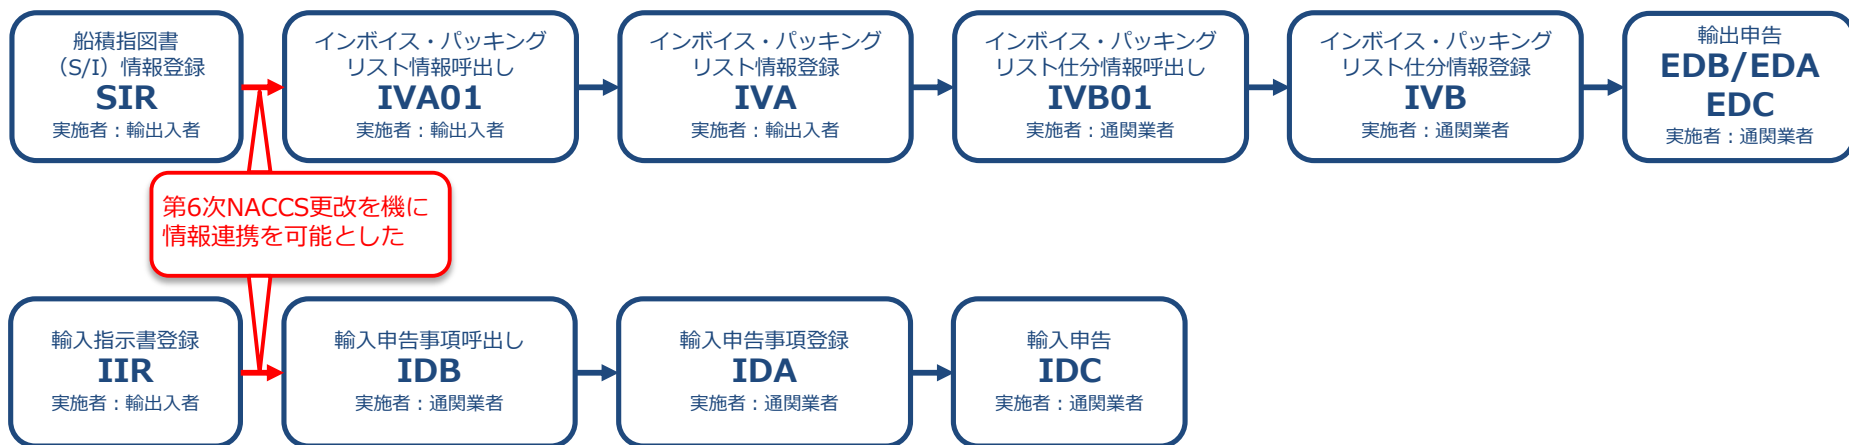 船積指図書
（S/I）情報登録
SIR
実施者：輸出入者
インボイス・パッキング
リスト情報呼出し
IVA01
実施者：輸出入者
インボイス・パッキング
リスト情報登録
IVA
実施者：輸出入者
インボイス・パッキング
リスト仕分情報呼出し
IVB01
実施者：通関業者
インボイス・パッキング
リスト仕分情報登録
IVB
実施者：通関業者
輸出申告
EDB/EDA
EDC
実施者：通関業者
第6次NACCS更改を機に
情報連携を可能とした
輸入指示書登録
IIR
実施者：輸出入者
輸入申告事項呼出し
IDB
実施者：通関業者
輸入申告事項登録
IDA
実施者：通関業者
輸入申告
IDC
実施者：通関業者